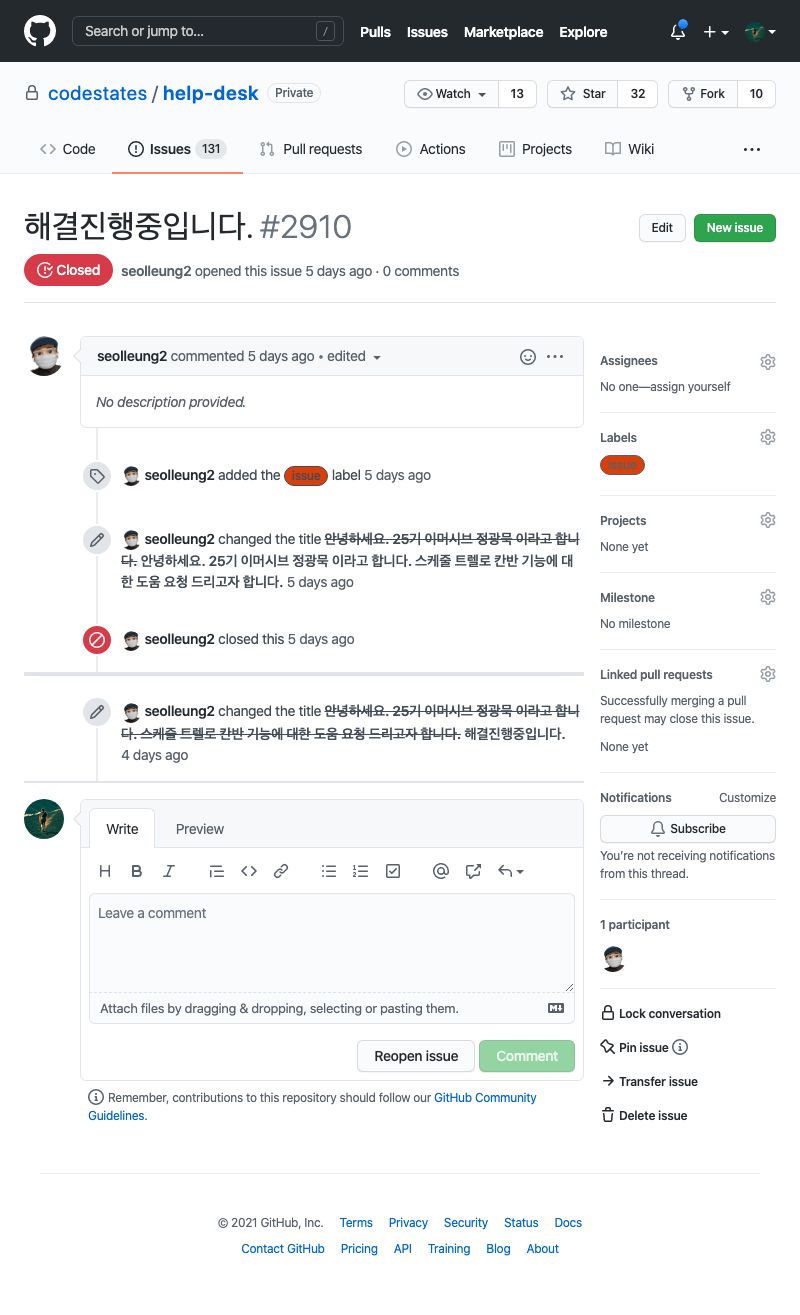 Search or jump to...
/
Pulls
Issues
Marketplace
Explore
codestates / help-desk
Private
Watch
13
Star
32
Fork
10
Code
Issues 131
Pull requests
Actions
Projects
Wiki
해결진행중입니다. #2910
Edit
New issue
Closed
seolleung2 opened this issue 5 days ago · 0 comments
seolleung2 commented 5 days ago • edited
No description provided.
seolleung2 added the issue label 5 days ago
seolleung2 changed the title 안녕하세요. 25기 이머시브 정광묵 이라고 합니
다. 안녕하세요. 25기 이머시브 정광묵 이라고 합니다. 스케줄 트렐로 칸반 기능에 대
한 도움 요청 드리고자 합니다. 5 days ago
seolleung2 closed this 5 days ago
seolleung2 changed the title 안녕하세요. 25기 이머시브 정광묵 이라고 합니
다. 스케줄 트렐로 칸반 기능에 대한 도움 요청 드리고자 합니다. 해결진행중입니다.
4 days ago
Write
Preview
Leave a comment
Attach files by dragging & dropping, selecting or pasting them.
Reopen issue
Comment
Remember, contributions to this repository should follow our GitHub Community
Guidelines.
Assignees
No one—assign yourself
Labels
issue
Projects
None yet
Milestone
No milestone
Linked pull requests
Successfully merging a pull
request may close this issue.
None yet
Notifications
Customize
Subscribe
You're not receiving notifications
from this thread.
1 participant
Lock conversation
Pin issue
Transfer issue
Delete issue
© 2021 GitHub, Inc.
Terms
Privacy
Security
Status
Docs
Contact GitHub
Pricing
API
Training
Blog
About